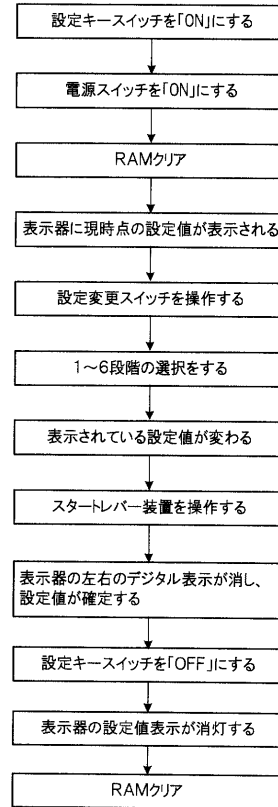 設定キースイッチを「ON」にする
電源スイッチを「ON」にする
RAMクリア
表示器に現時点の設定値が表示される
設定変更スイッチを操作する
1～6段階の選択をする
表示されている設定値が変わる
スタートレバー装置を操作する
表示器の左右のデジタル表示が消し、
設定値が確定する
設定キースイッチを「OFF」にする
表示器の設定値表示が消灯する
RAMクリア